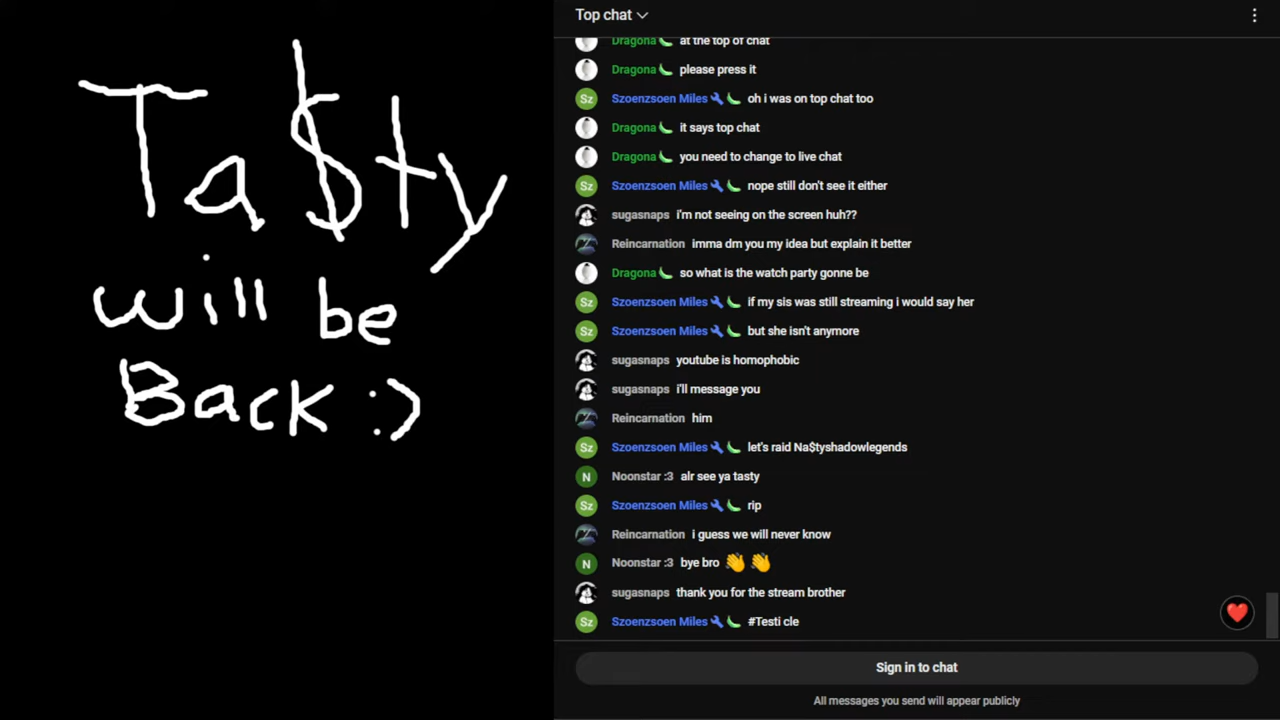 Ta$ty
will be
Back :)
Top chat
Dragona at the top of chat
Dragona please press it
Sz Szoenzsoen Miles oh i was on top chat too
Dragona it says top chat
Dragona you need to change to live chat
Sz Szoenzsoen Miles nope still don't see it either
sugasnaps i'm not seeing on the screen huh??
Reincarnation imma dm you my idea but explain it better
Dragona so what is the watch party gonne be
Sz Szoenzsoen Miles if my sis was still streaming i would say her
Sz Szoenzsoen Miles but she isn't anymore
sugasnaps youtube is homophobic
sugasnaps i'll message you
Reincarnation him
Sz Szoenzsoen Miles let's raid Na$tyshadowlegends
N Noonstar :3 alr see ya tasty
Sz Szoenzsoen Miles rip
Reincarnation i guess we will never know
N Noonstar :3 bye bro 👏 👏
sugasnaps thank you for the stream brother
Sz Szoenzsoen Miles #Testi cle
Sign in to chat
All messages you send will appear publicly